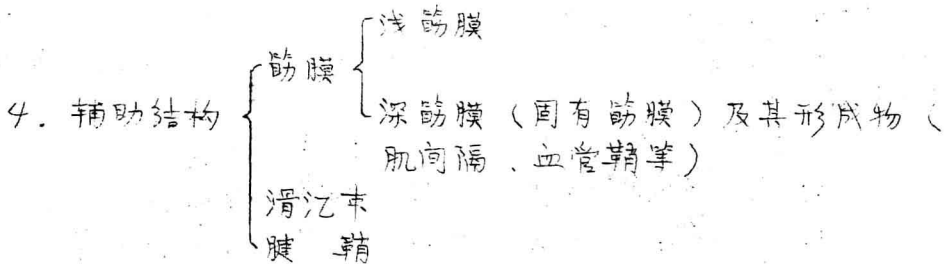 浅筋膜
筋膜
4. 辅助结构
深筋膜（固有筋膜）及其形成物（
肌间隔、血管鞘等）
滑液囊
腱 鞘